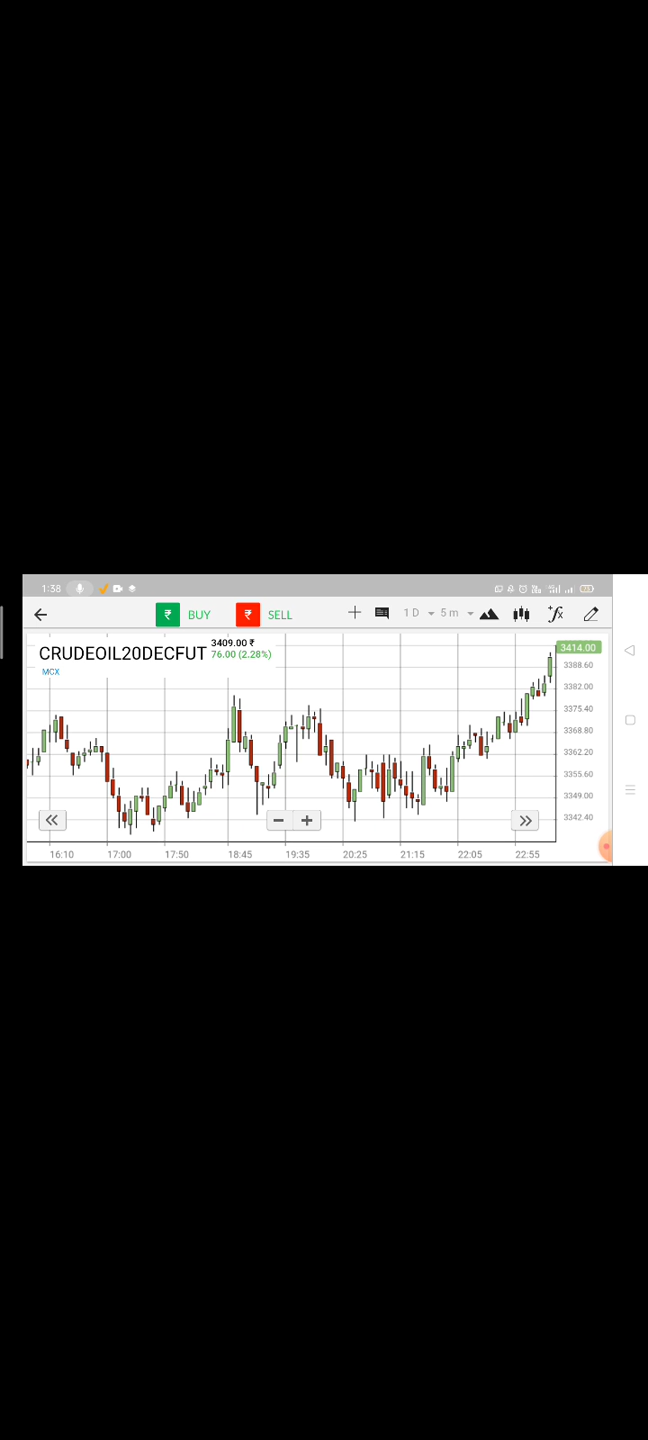 1:38
₹ BUY ₹ SELL 1 D 5 m +fx
CRUDEOIL20DECFUT 3409.00 ₹
76.00 (2.28%)
MCX
3414.00
3388.60
3382.00
3375.40
3368.80
3362.20
3355.60
3349.00
3342.40
16:10 17:00 17:50 18:45 19:35 20:25 21:15 22:05 22:55